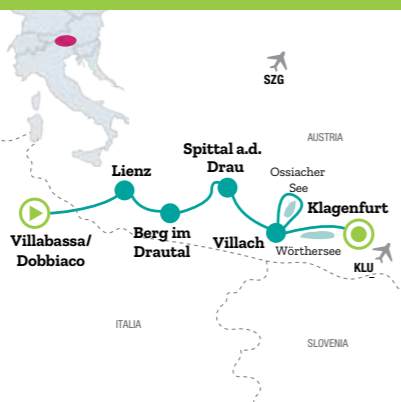 SZG
AUSTRIA
Spittal a.d.
Drau
Ossiacher
See
Lienz
Klagenfurt
Villabassa/
Dobbiaco
Berg im
Drautal
Villach
Wörthersee
KLU
ITALIA
SLOVENIA